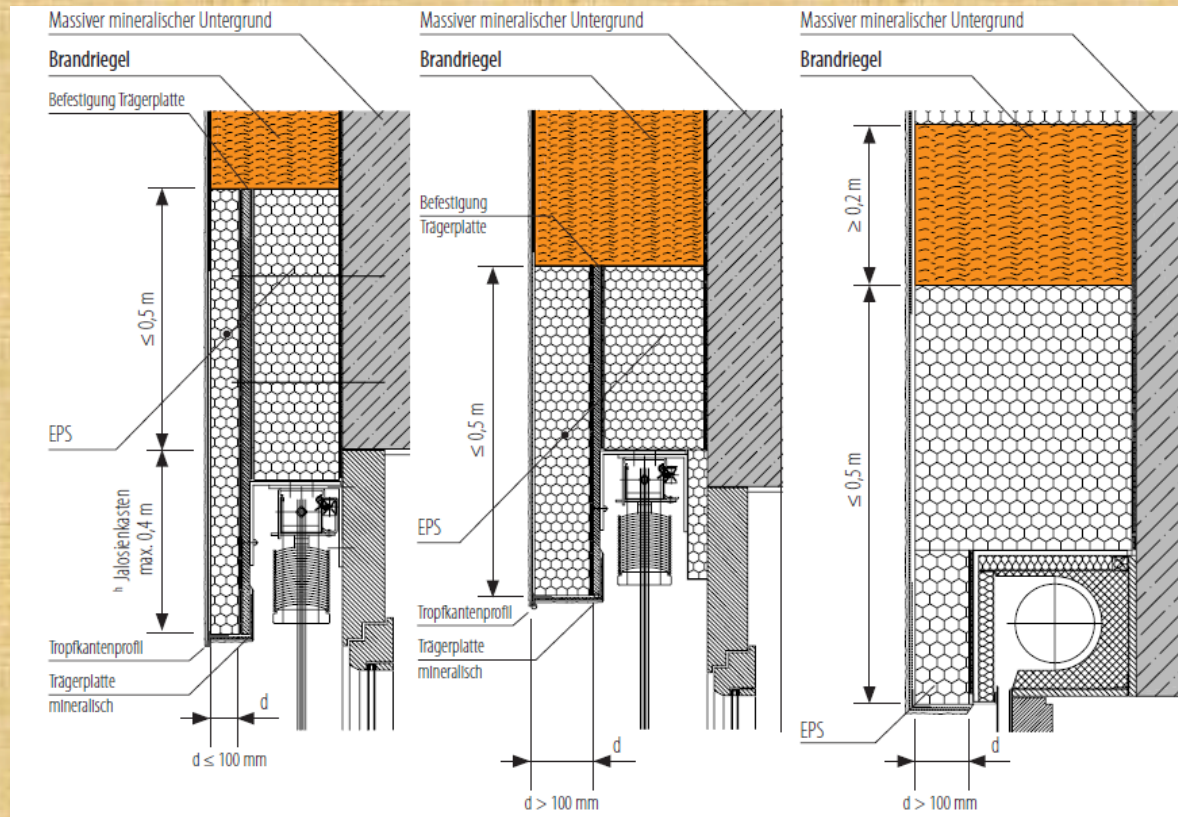 Massiver mineralischer Untergrund
Brandriegel
Befestigung Trägerplatte
≤ 0,5 m
EPS
h Jalosienkasten
max. 0,4 m
Tropfkantenprofil
Trägerplatte
mineralisch
d
d ≤ 100 mm
Massiver mineralischer Untergrund
Brandriegel
Befestigung
Trägerplatte
≤ 0,5 m
EPS
Tropfkantenprofil
Trägerplatte
mineralisch
d
d > 100 mm
Massiver mineralischer Untergrund
Brandriegel
≥ 0,2 m
≤ 0,5 m
EPS
d
d > 100 mm